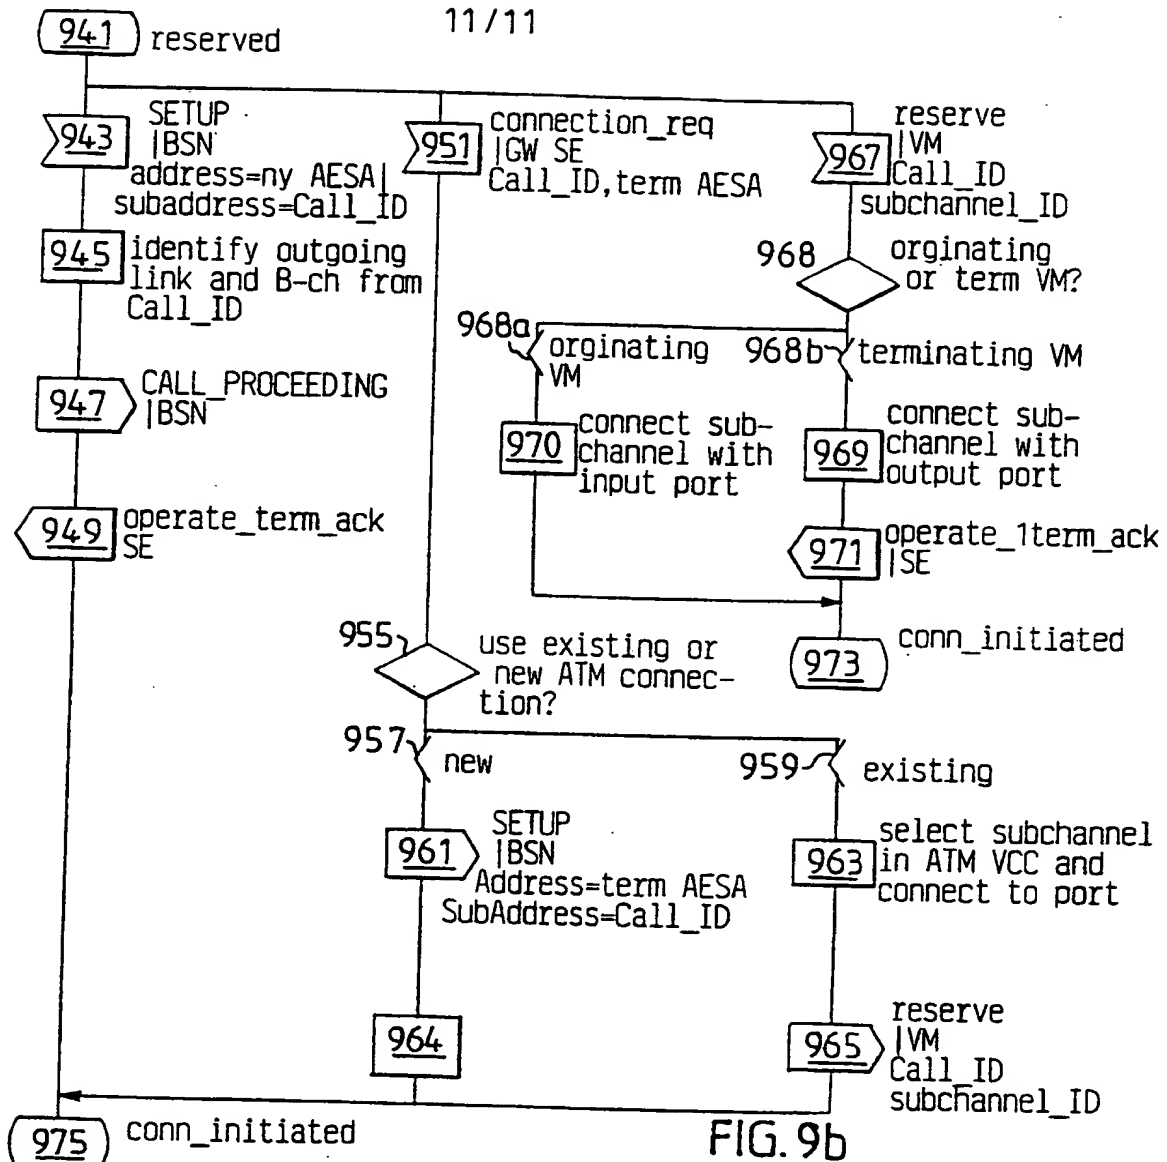 11/11
941 reserved
943
SETUP
|BSN
address=ny AESA|
subaddress=Call_ID
945
identify outgoing
link and B-ch from
Call_ID
947
CALL_PROCEEDING
|BSN
949
operate_term_ack
SE
951
connection_req
|GW SE
Call_ID,term AESA
967
reserve
|VM
Call_ID
subchannel_ID
968
orginating
or term VM?
968a
orginating
VM
968b
terminating VM
970
connect sub-
channel with
input port
969
connect sub-
channel with
output port
971
operate_1term_ack
|SE
973
conn_initiated
955
use existing or
new ATM connec-
tion?
957
new
959
existing
961
SETUP
|BSN
Address=term AESA
SubAddress=Call_ID
963
select subchannel
in ATM VCC and
connect to port
964
965
reserve
|VM
Call_ID
subchannel_ID
975
conn_initiated
FIG. 9b